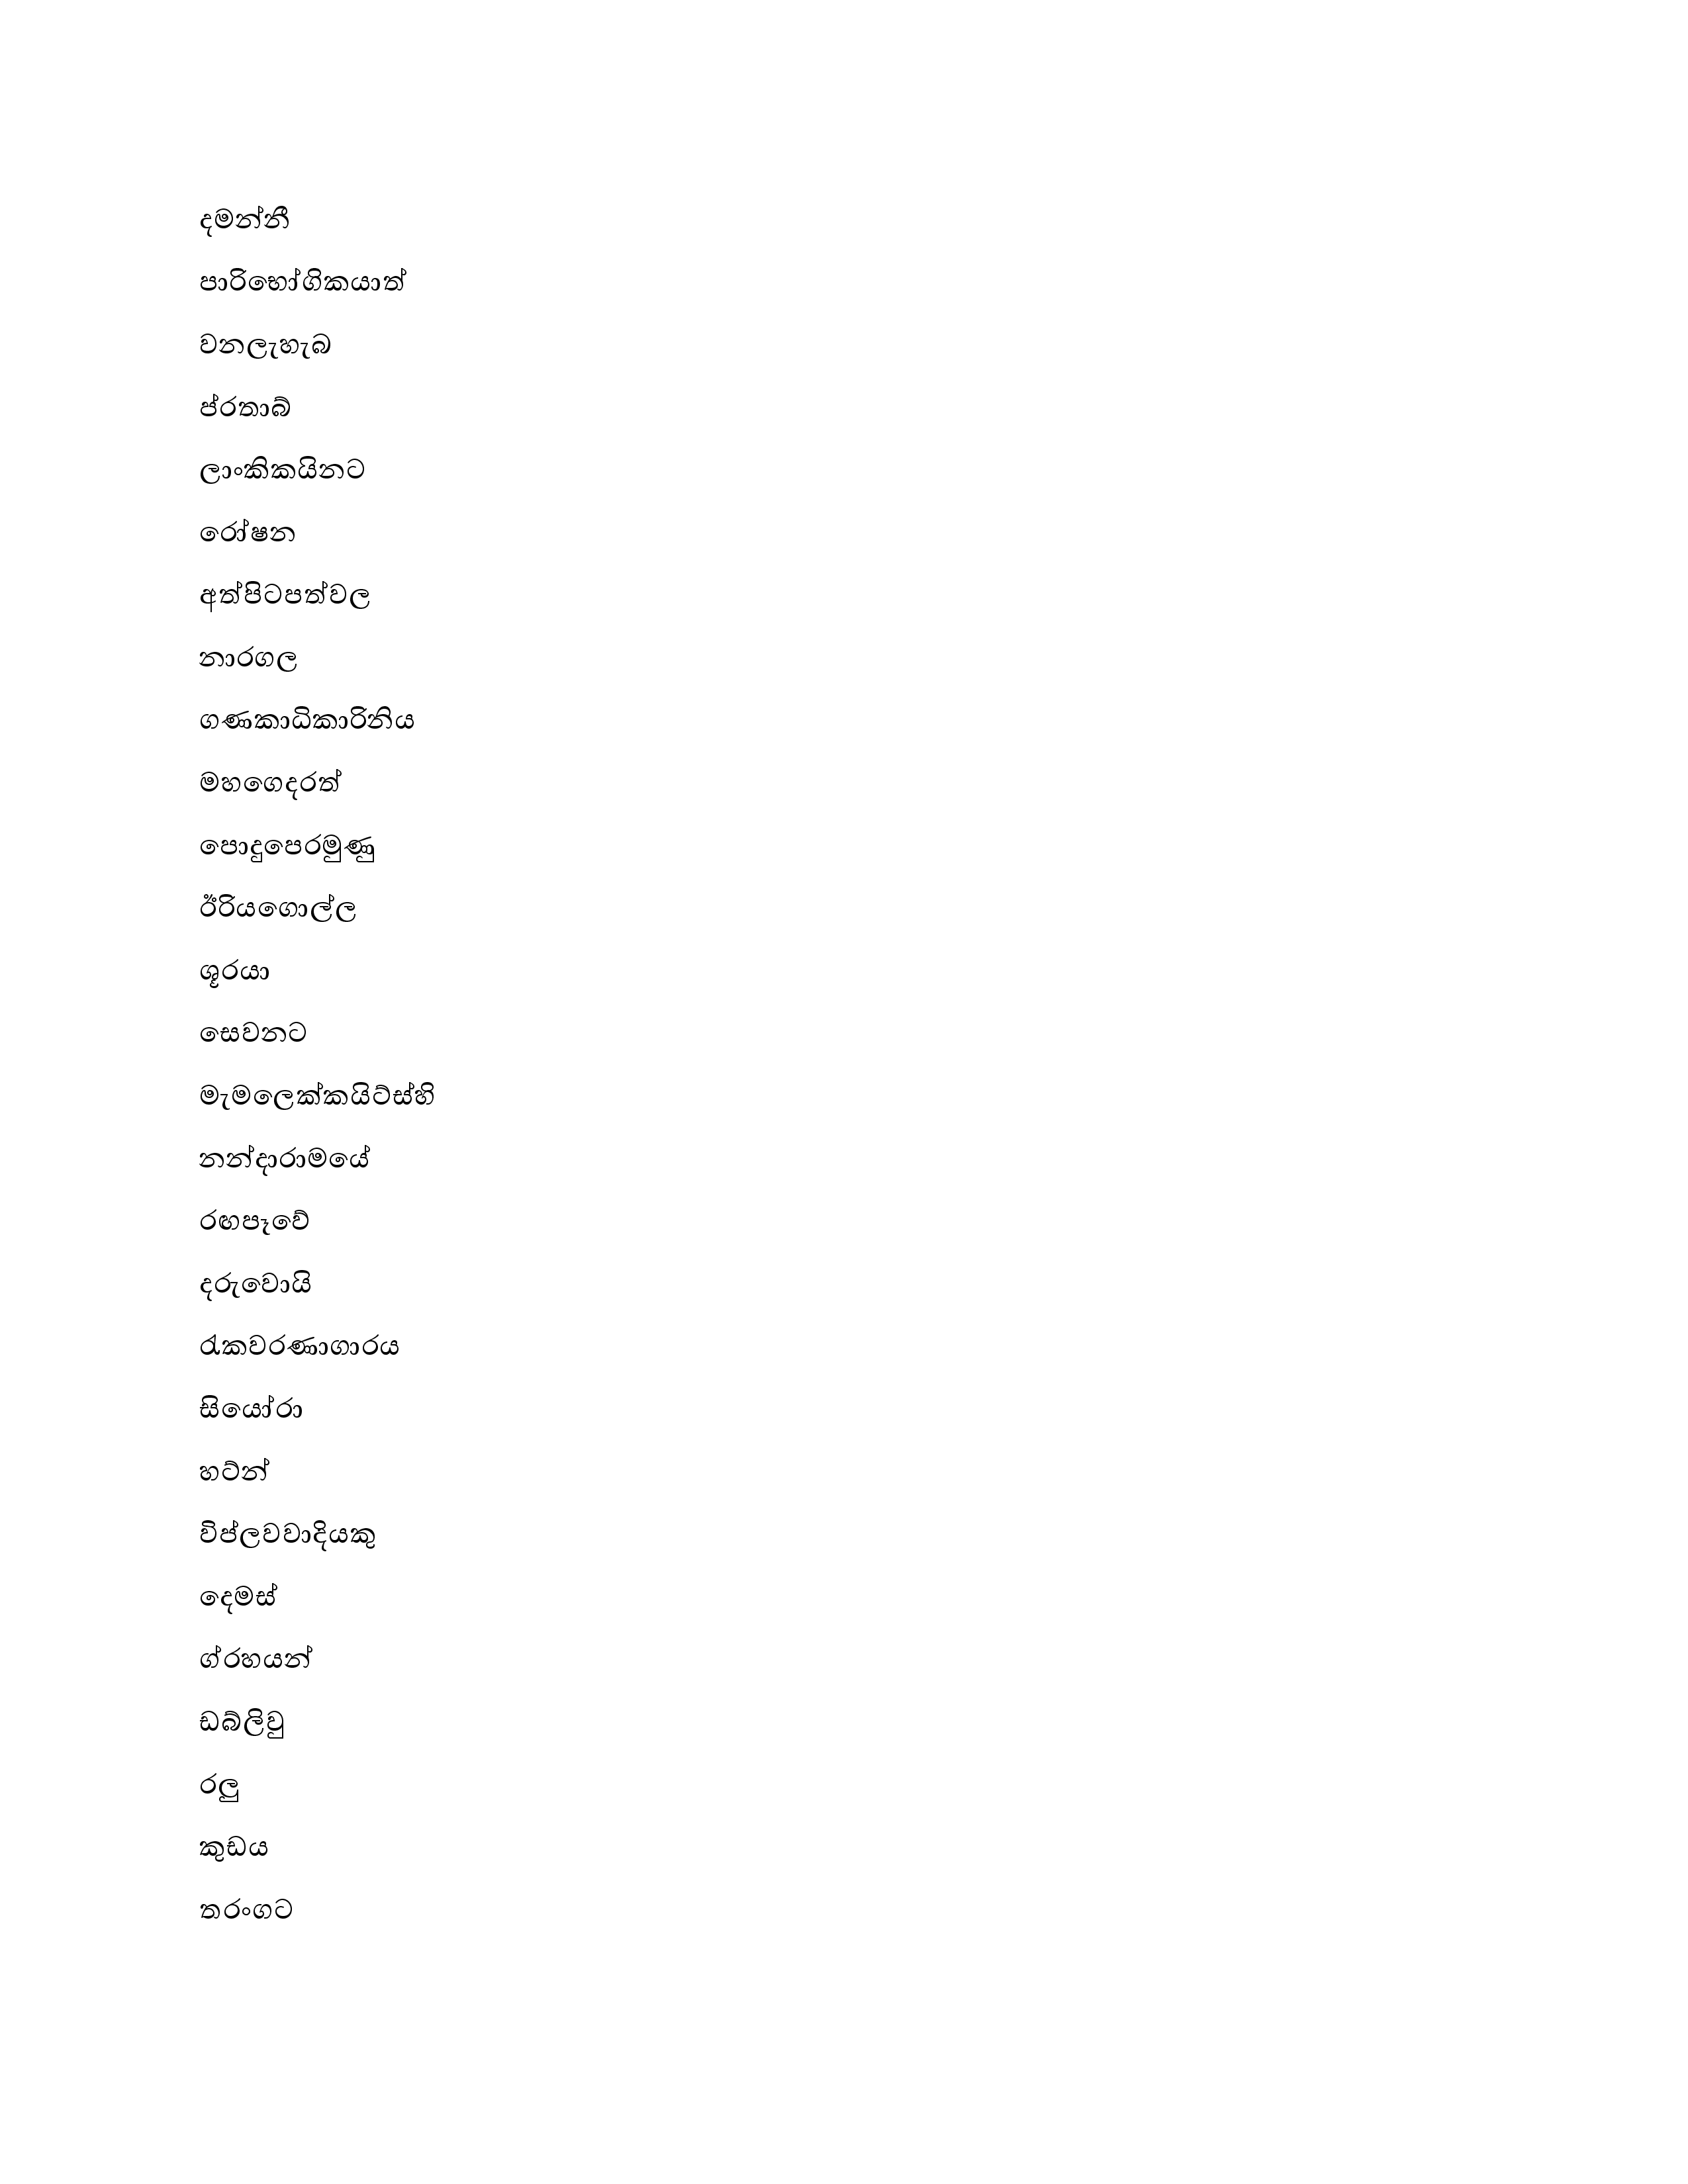 දමන්නී
පාරිභෝගිකයාත්
වනලැහැබ
ප්රතාබ්
ලාංකිකයිනට
රෝෂන
අත්පිටපත්වල
නාරගල
ගණකාධිකාරිනිය
මහගෙදරත්
පොදුපෙරමුණු
ඊරියගොල්ල
ශූරයා
සෙවනට
මැමලෙක්කයිට්ස්හි
නන්දාරාමයේ
රඟපෑවේ
දරුවොයි
රැකවරණාගාරය
සියෝරා
හට්න්
විප්ලවවාදියකු
දෙමස්
ග්රහයන්
ඩබ්ලිවු
රලු
කුඩය
තරංගට